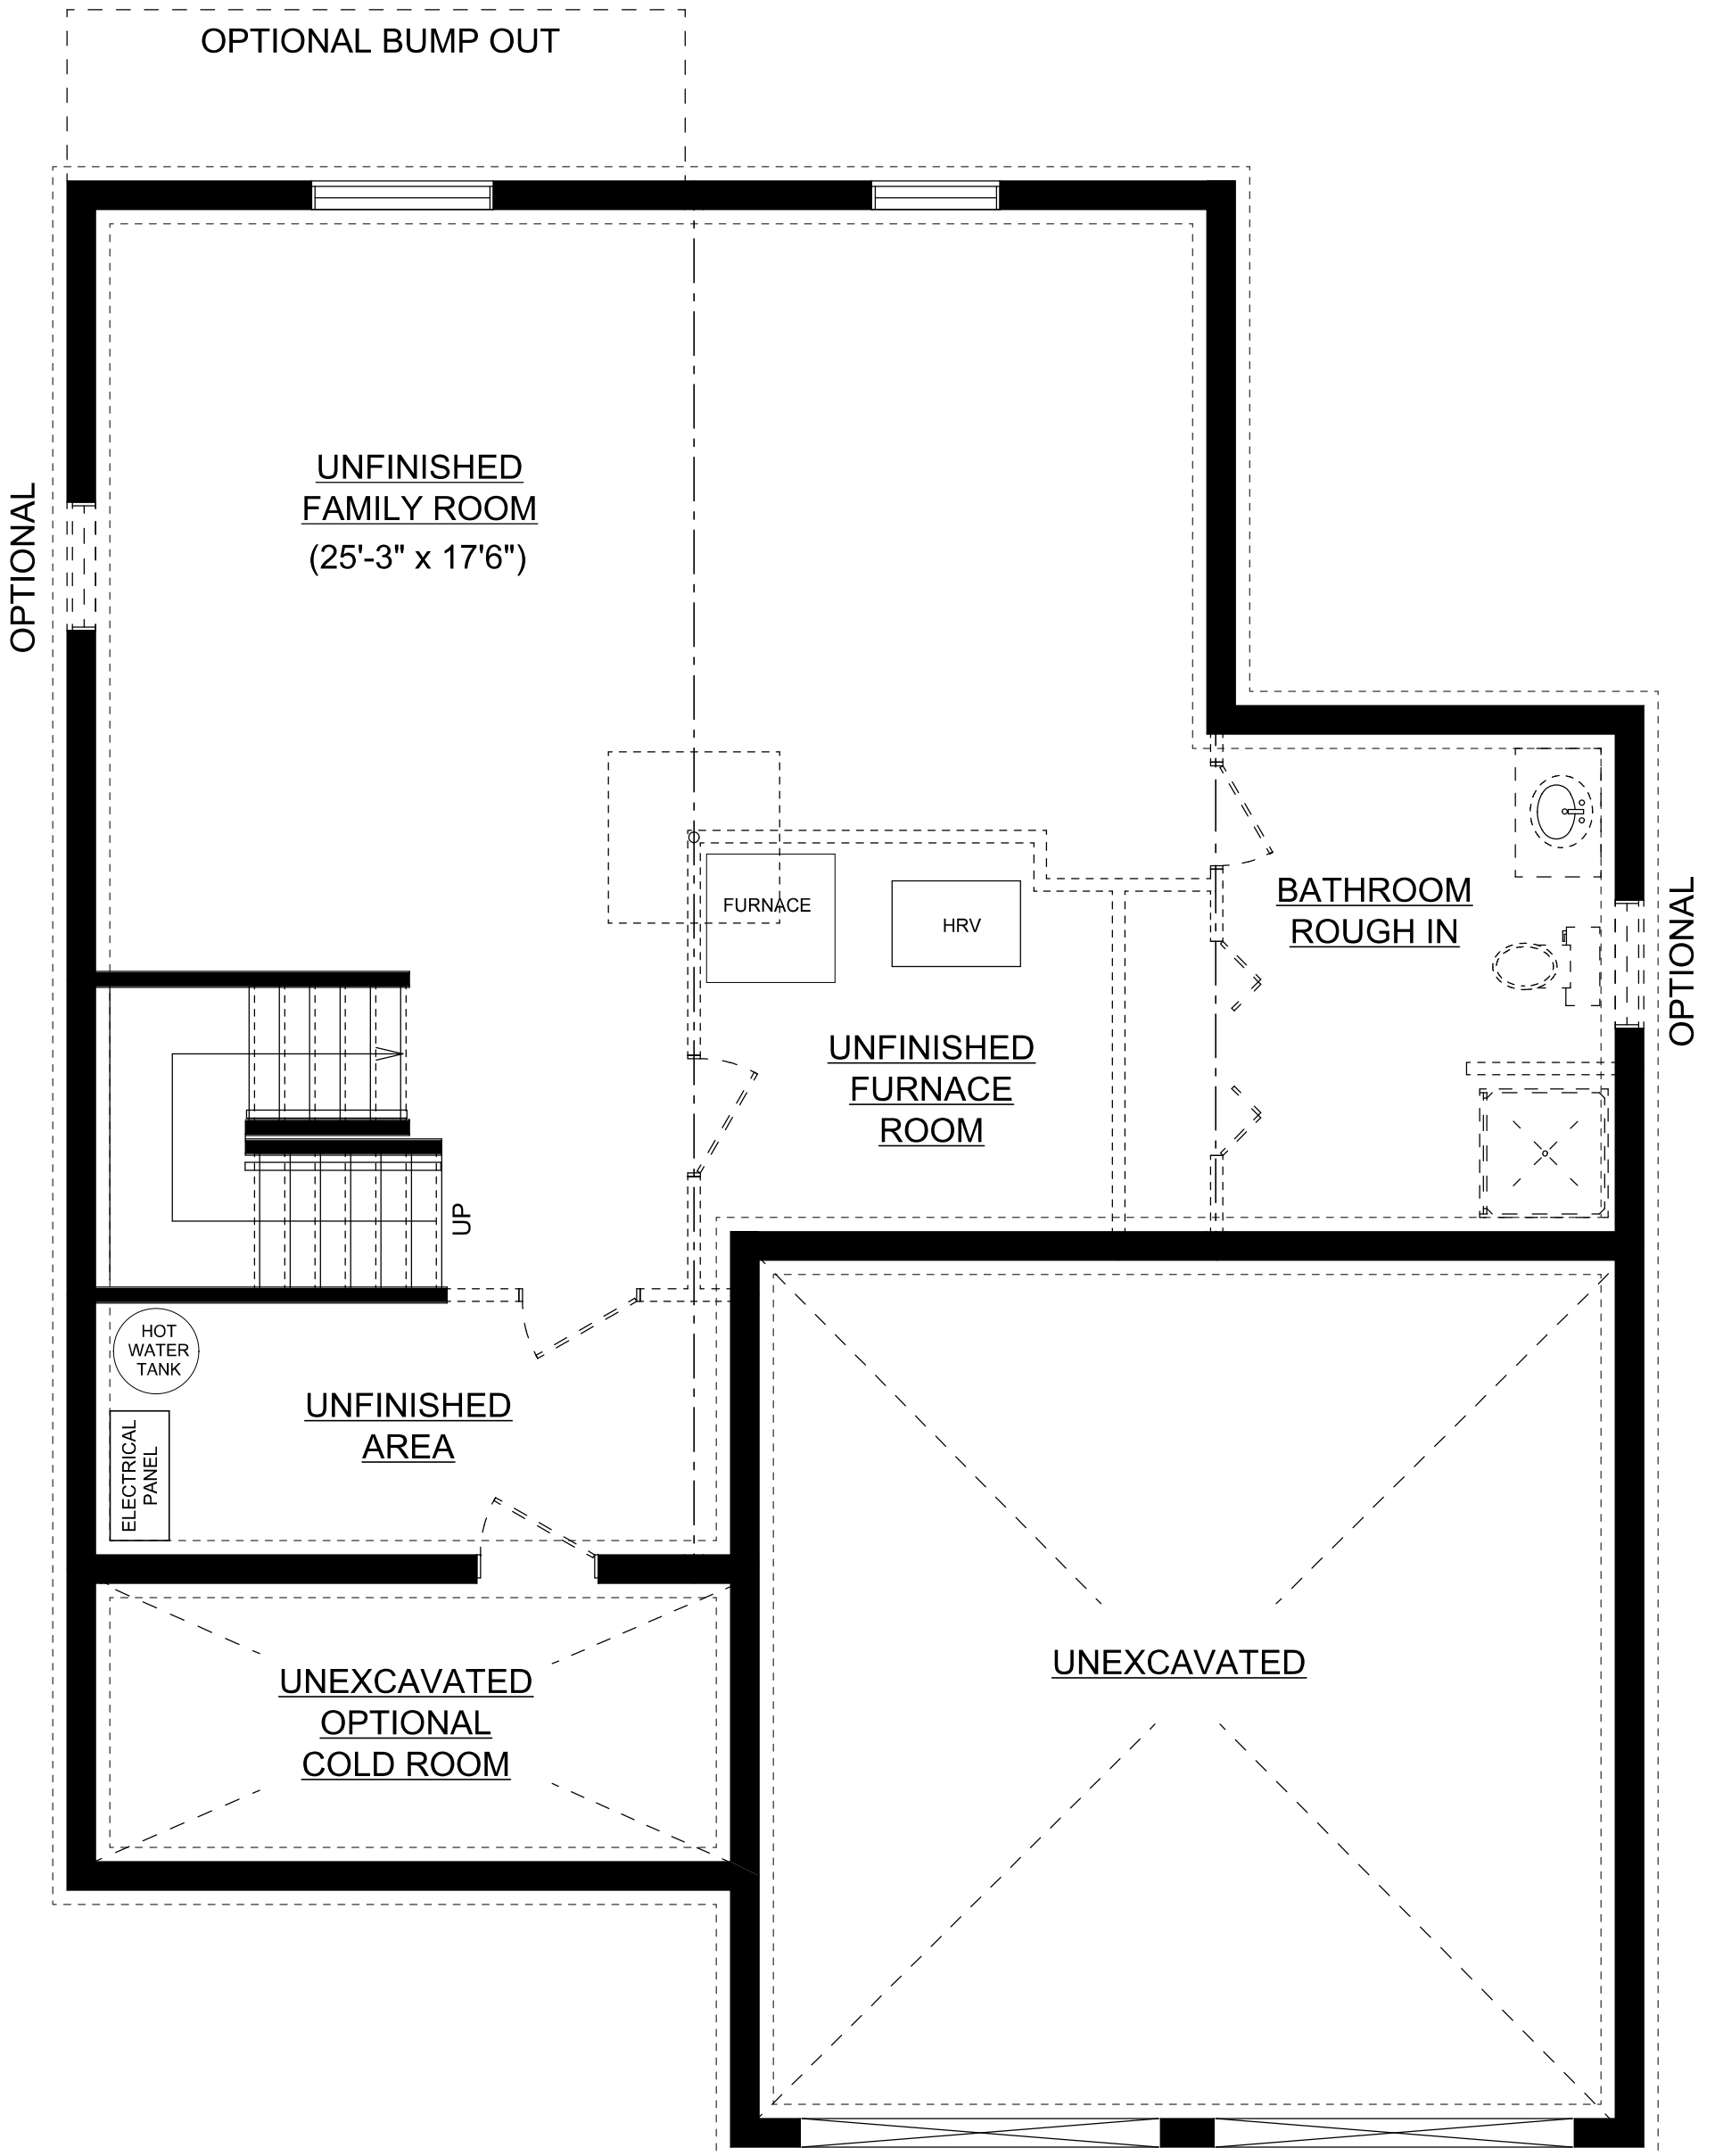 OPTIONAL BUMP OUT
UNFINISHED
FAMILY ROOM
(25'-3" x 17'6")
OPTIONAL
FURNACE
HRV
BATHROOM
ROUGH IN
OPTIONAL
UNFINISHED
FURNACE
ROOM
UP
HOT
WATER
TANK
UNFINISHED
AREA
ELECTRICAL
PANEL
UNEXCAVATED
UNEXCAVATED
OPTIONAL
COLD ROOM